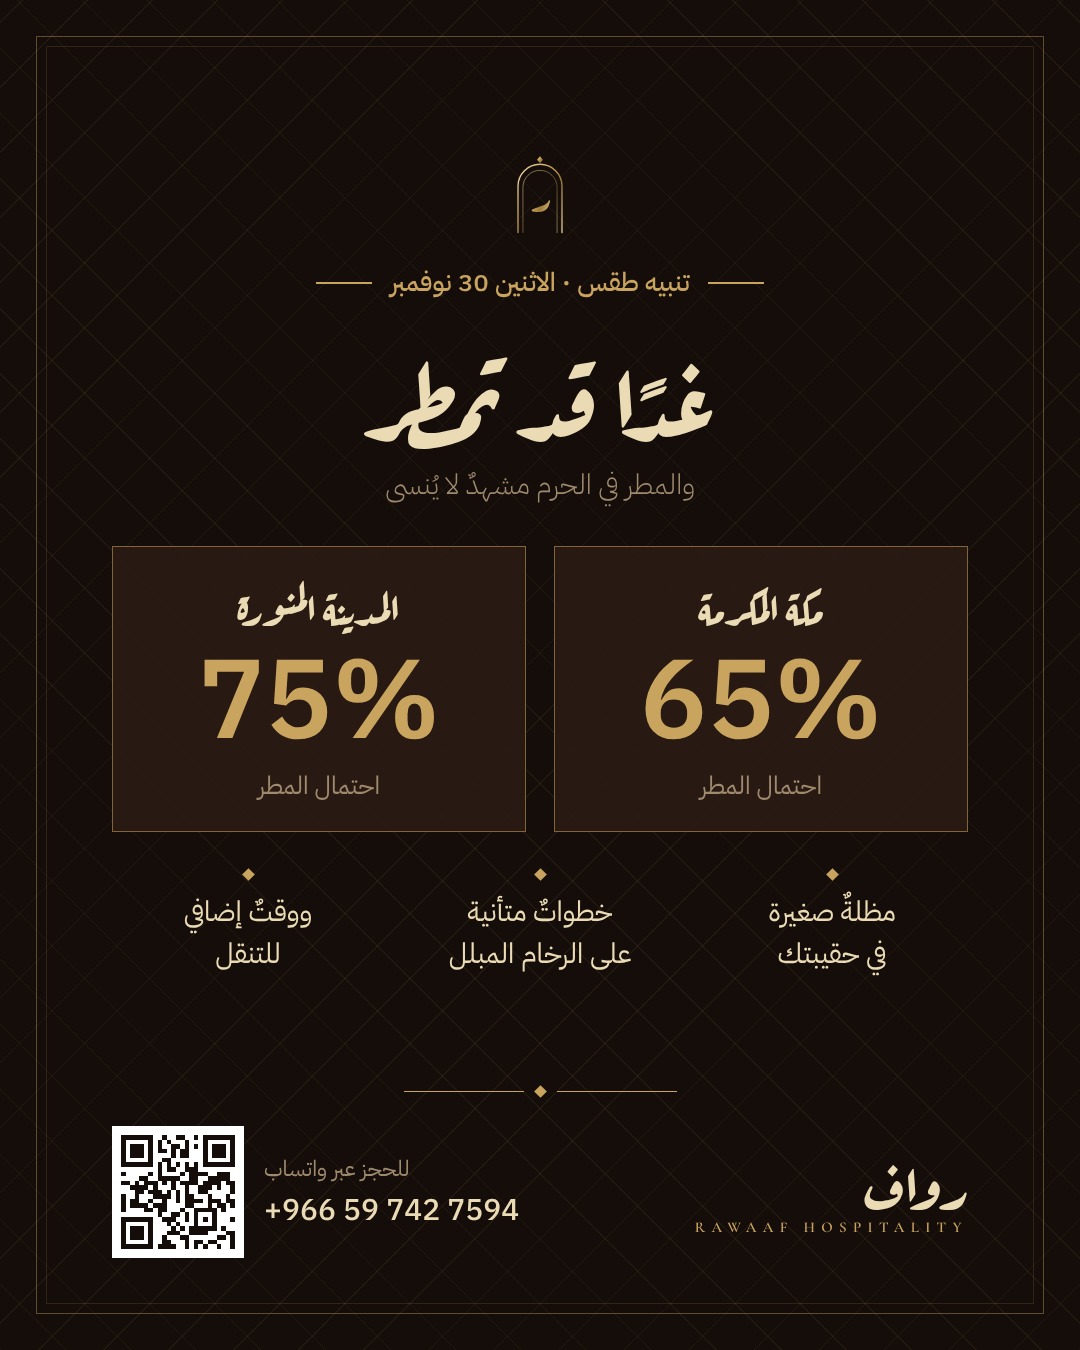 ر
تنبيه طقس · الاثنين 30 نوفمبر
غدًا قد تمطر
والمطر في الحرم مشهدٌ لا يُنسى
مكة المكرمة
65%
احتمال المطر
المدينة المنورة
75%
احتمال المطر
مظلةٌ صغيرة
في حقيبتك
خطواتٌ متأنية
على الرخام المبلل
ووقتٌ إضافي
للتنقل
رواف
RAWAAF HOSPITALITY
للحجز عبر واتساب
+966 59 742 7594